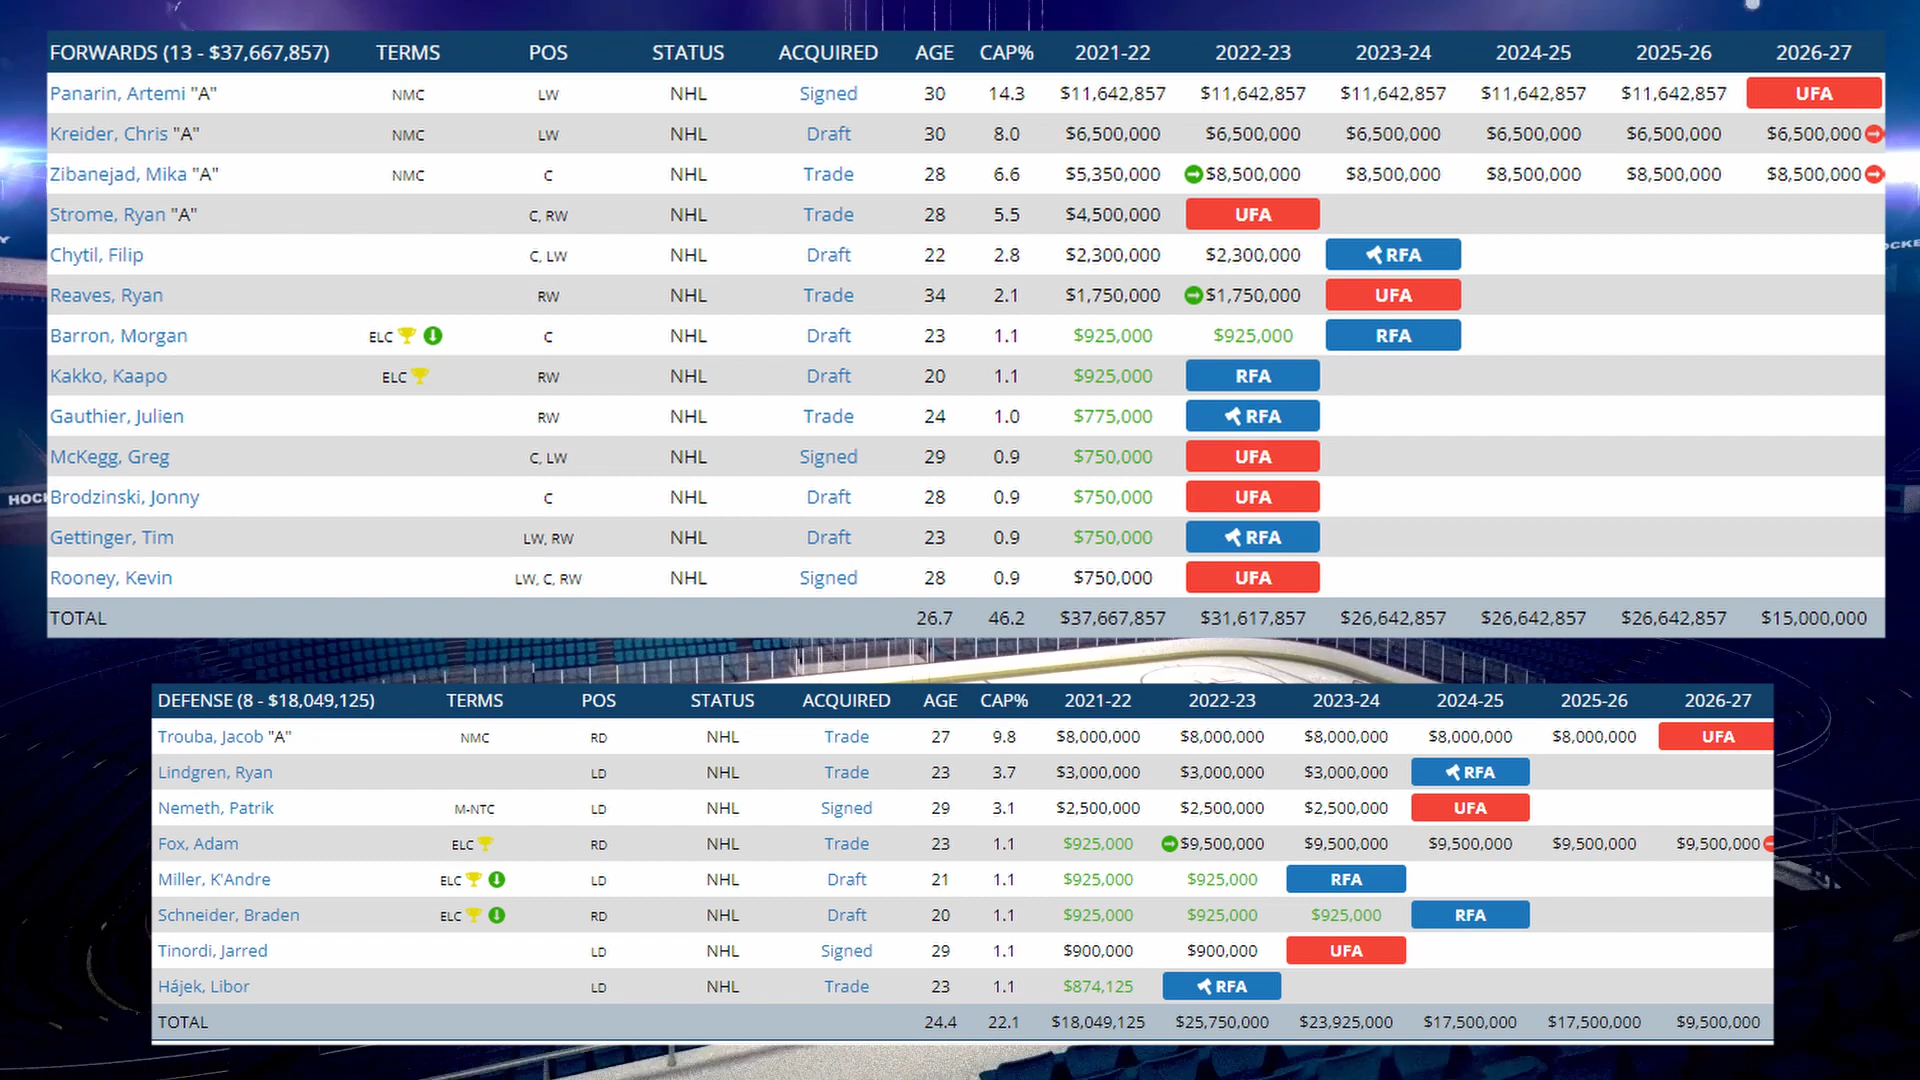 FORWARDS (13 - $37,667,857) TERMS POS STATUS ACQUIRED AGE CAP% 2021-22 2022-23 2023-24 2024-25 2025-26 2026-27
Panarin, Artemi "A" NMC LW NHL Signed 30 14.3 $11,642,857 $11,642,857 $11,642,857 $11,642,857 $11,642,857 UFA
Kreider, Chris "A" NMC LW NHL Draft 30 8.0 $6,500,000 $6,500,000 $6,500,000 $6,500,000 $6,500,000 $6,500,000
Zibanejad, Mika "A" NMC C NHL Trade 28 6.6 $5,350,000 $8,500,000 $8,500,000 $8,500,000 $8,500,000 $8,500,000
Strome, Ryan "A" C, RW NHL Trade 28 5.5 $4,500,000 UFA
Chytil, Filip C, LW NHL Draft 22 2.8 $2,300,000 $2,300,000 RFA
Reaves, Ryan RW NHL Trade 34 2.1 $1,750,000 $1,750,000 UFA
Barron, Morgan ELC C NHL Draft 23 1.1 $925,000 $925,000 RFA
Kakko, Kaapo ELC RW NHL Draft 20 1.1 $925,000 RFA
Gauthier, Julien RW NHL Trade 24 1.0 $775,000 RFA
McKegg, Greg C, LW NHL Signed 29 0.9 $750,000 UFA
HOCK Brodzinski, Jonny C NHL Draft 28 0.9 $750,000 UFA
Gettinger, Tim LW, RW NHL Draft 23 0.9 $750,000 RFA
Rooney, Kevin LW, C, RW NHL Signed 28 0.9 $750,000 UFA
TOTAL 26.7 46.2 $37,667,857 $31,617,857 $26,642,857 $26,642,857 $26,642,857 $15,000,000
DEFENSE (8 - $18,049,125) TERMS POS STATUS ACQUIRED AGE CAP% 2021-22 2022-23 2023-24 2024-25 2025-26 2026-27
Trouba, Jacob "A" NMC RD NHL Trade 27 9.8 $8,000,000 $8,000,000 $8,000,000 $8,000,000 $8,000,000 UFA
Lindgren, Ryan LD NHL Trade 23 3.7 $3,000,000 $3,000,000 $3,000,000 RFA
Nemeth, Patrik M-NTC LD NHL Signed 29 3.1 $2,500,000 $2,500,000 $2,500,000 UFA
Fox, Adam ELC RD NHL Trade 23 1.1 $925,000 $9,500,000 $9,500,000 $9,500,000 $9,500,000 $9,500,000
Miller, K'Andre ELC LD NHL Draft 21 1.1 $925,000 $925,000 RFA
Schneider, Braden ELC RD NHL Draft 20 1.1 $925,000 $925,000 $925,000 RFA
Tinordi, Jarred LD NHL Signed 29 1.1 $900,000 $900,000 UFA
Hájek, Libor LD NHL Trade 23 1.1 $874,125 RFA
TOTAL 24.4 22.1 $18,049,125 $25,750,000 $23,925,000 $17,500,000 $17,500,000 $9,500,000